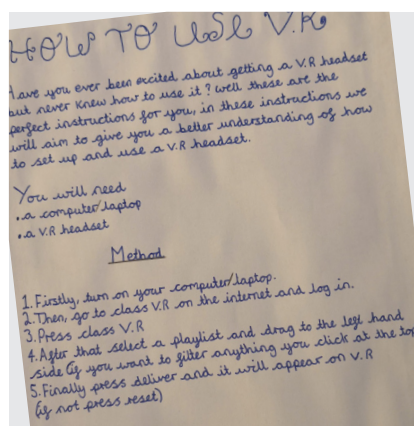 HOW TO USE V.R
Have you ever been excited about getting a V.R headset
but never knew how to use it? Well these are the
perfect instructions for you, in these instructions we
will aim to give you a better understanding of how
to set up and use a V.R headset.
You will need
• a computer/laptop
• a V.R headset
Method
1. Firstly, turn on your computer/laptop.
2. Then, go to class V.R on the internet and log in.
3. Press class V.R
4. After that select a playlist and drag to the left hand
side (if you want to filter anything you click at the top
5. Finally press deliver and it will appear on V.R
(if not press reset)